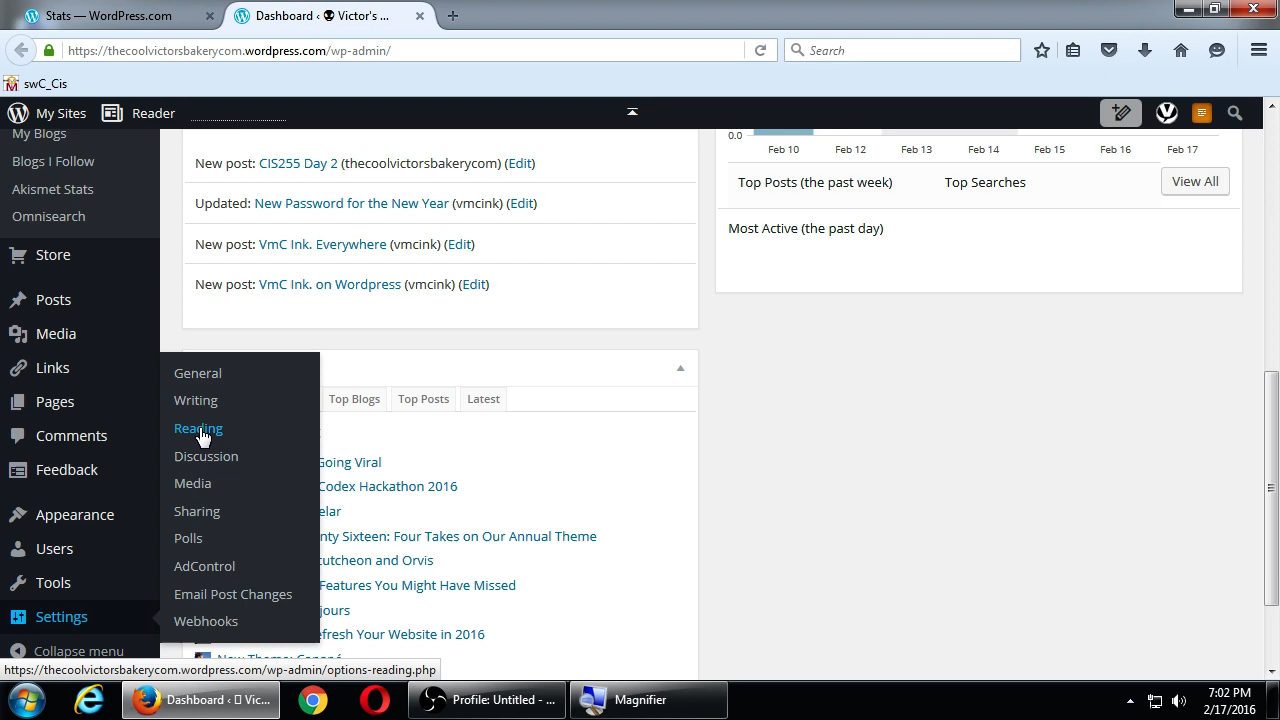 Stats — WordPress.com
Dashboard ‹ Victor's ...
https://thecoolvictorsbakerycom.wordpress.com/wp-admin/
Search
swC_Cis
My Sites
Reader
My Blogs
Blogs I Follow
Akismet Stats
Omnisearch
Store
Posts
Media
Links
Pages
Comments
Feedback
Appearance
Users
Tools
Settings
Collapse menu
General
Writing
Reading
Discussion
Media
Sharing
Polls
AdControl
Email Post Changes
Webhooks
New post: CIS255 Day 2 (thecoolvictorsbakerycom) (Edit)
Updated: New Password for the New Year (vmcink) (Edit)
New post: VmC Ink. Everywhere (vmcink) (Edit)
New post: VmC Ink. on Wordpress (vmcink) (Edit)
Top Blogs
Top Posts
Latest
Going Viral
Codex Hackathon 2016
elar
nty Sixteen: Four Takes on Our Annual Theme
utcheon and Orvis
Features You Might Have Missed
jours
efresh Your Website in 2016
0.0
Feb 10 Feb 12 Feb 13 Feb 14 Feb 15 Feb 16 Feb 17
Top Posts (the past week)
Top Searches
View All
Most Active (the past day)
https://thecoolvictorsbakerycom.wordpress.com/wp-admin/options-reading.php
Dashboard ‹ Vic...
Profile: Untitled - ...
Magnifier
7:02 PM
2/17/2016